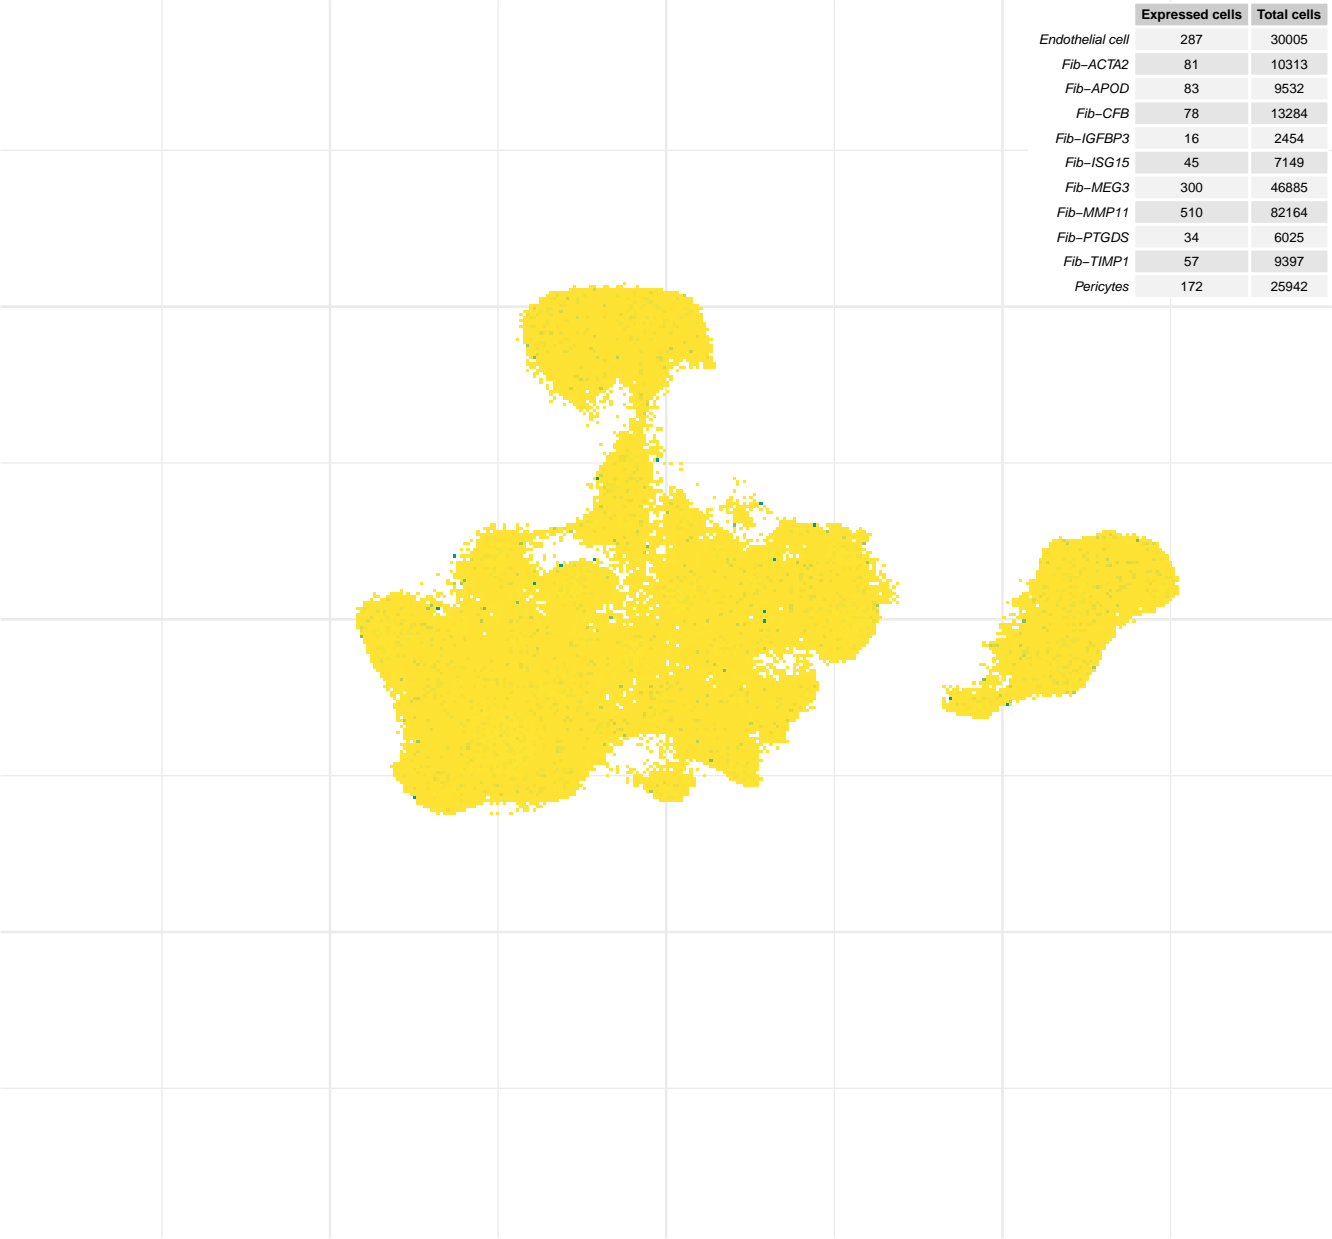 Expressed cells Total cells
Endothelial cell 287 30005
Fib−ACTA2 81 10313
Fib−APOD 83 9532
Fib−CFB 78 13284
Fib−IGFBP3 16 2454
Fib−ISG15 45 7149
Fib−MEG3 300 46885
Fib−MMP11 510 82164
Fib−PTGDS 34 6025
Fib−TIMP1 57 9397
Pericytes 172 25942